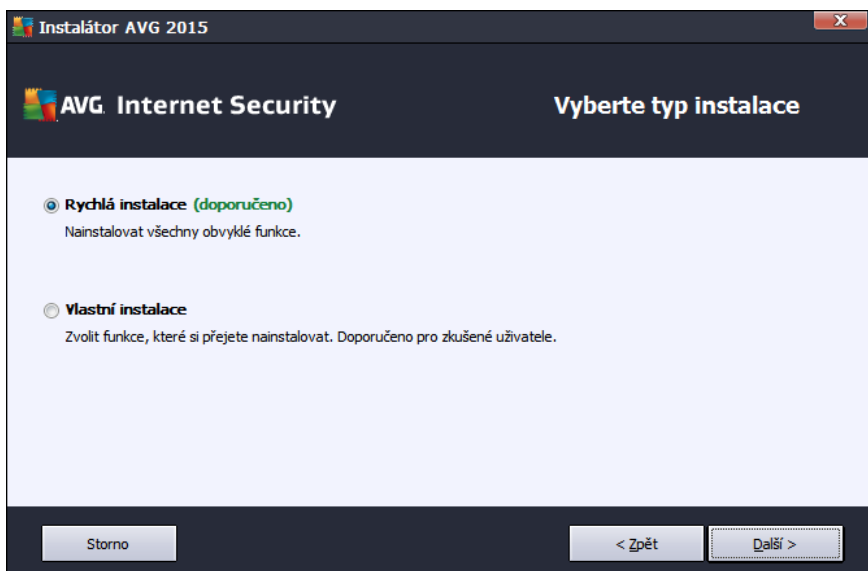 Instalátor AVG 2015
X
AVG. Internet Security
Vyberte typ instalace
Rychlá instalace (doporučeno)
Nainstalovat všechny obvyklé funkce.
Vlastní instalace
Zvolit funkce, které si přejete nainstalovat. Doporučeno pro zkušené uživatele.
Storno
< Zpět
Další >